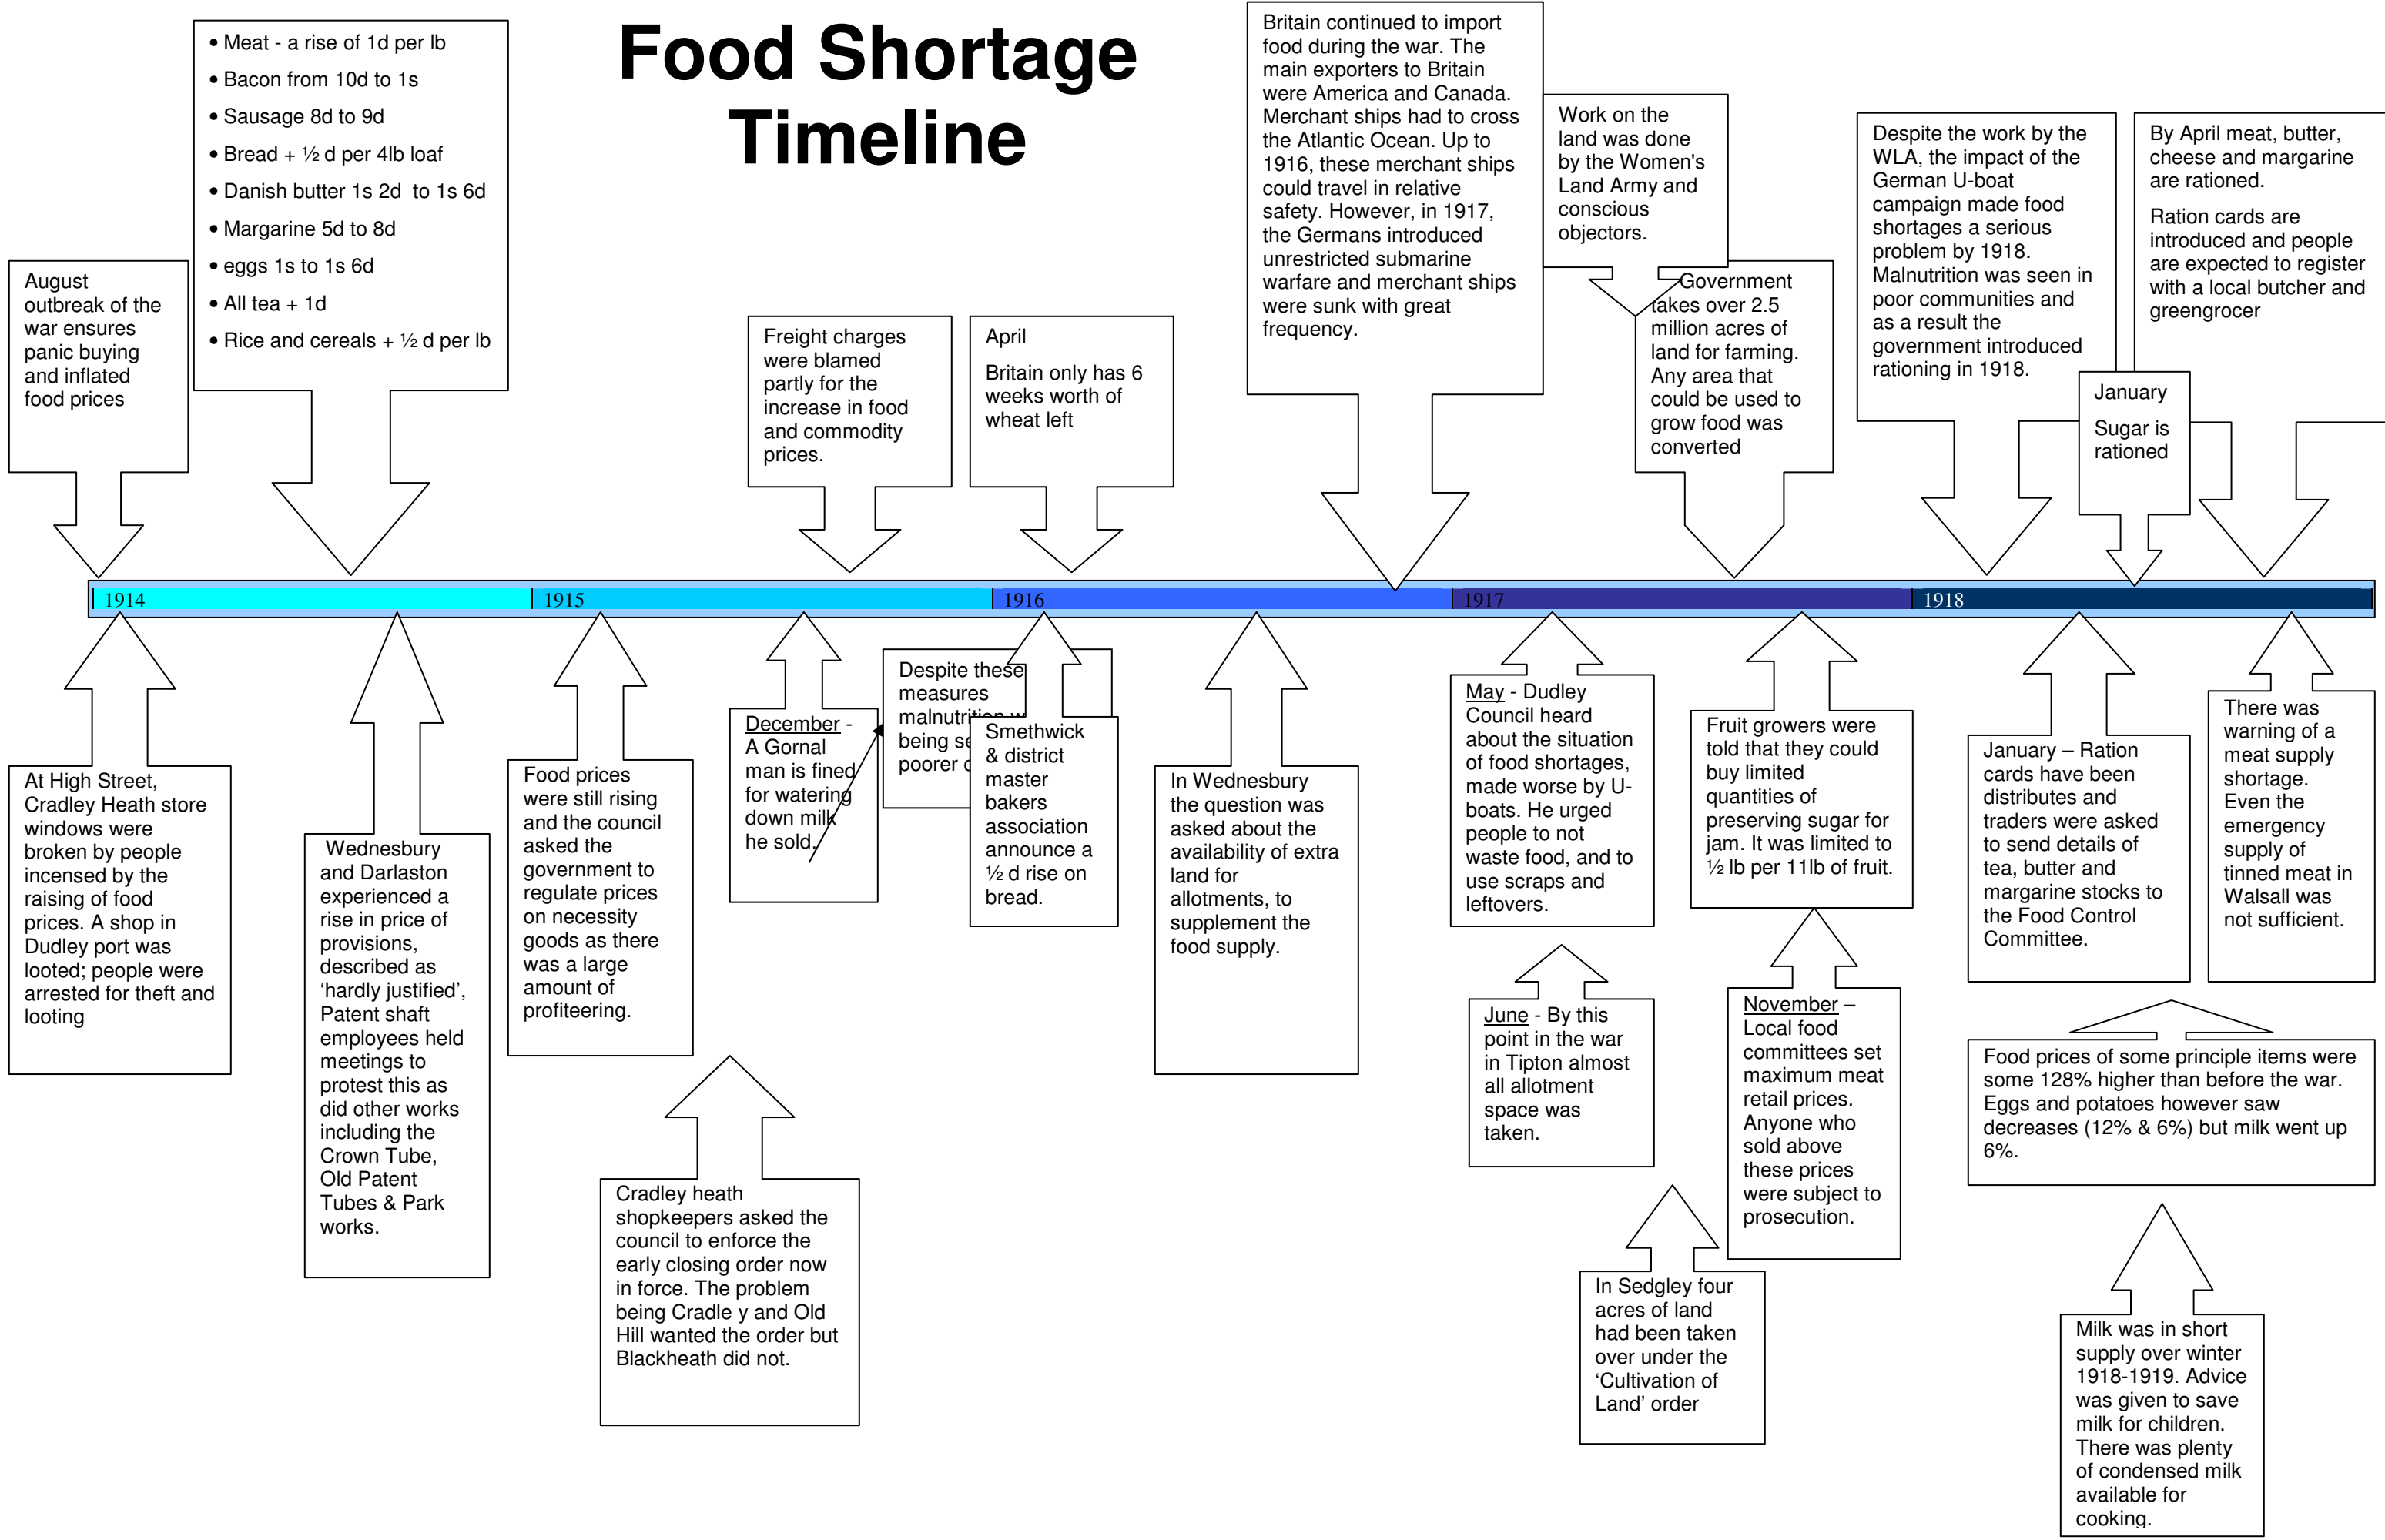 Food Shortage
Timeline
August
outbreak of the
war ensures
panic buying
and inflated
food prices
• Meat - a rise of 1d per lb
• Bacon from 10d to 1s
• Sausage 8d to 9d
• Bread + ½ d per 4lb loaf
• Danish butter 1s 2d to 1s 6d
• Margarine 5d to 8d
• eggs 1s to 1s 6d
• All tea + 1d
• Rice and cereals + ½ d per lb
Freight charges
were blamed
partly for the
increase in food
and commodity
prices.
April
Britain only has 6
weeks worth of
wheat left
Britain continued to import
food during the war. The
main exporters to Britain
were America and Canada.
Merchant ships had to cross
the Atlantic Ocean. Up to
1916, these merchant ships
could travel in relative
safety. However, in 1917,
the Germans introduced
unrestricted submarine
warfare and merchant ships
were sunk with great
frequency.
Work on the
land was done
by the Women's
Land Army and
conscious
objectors.
Government
takes over 2.5
million acres of
land for farming.
Any area that
could be used to
grow food was
converted
Despite the work by the
WLA, the impact of the
German U-boat
campaign made food
shortages a serious
problem by 1918.
Malnutrition was seen in
poor communities and
as a result the
government introduced
rationing in 1918.
January
Sugar is
rationed
By April meat, butter,
cheese and margarine
are rationed.
Ration cards are
introduced and people
are expected to register
with a local butcher and
greengrocer
1914
1915
1916
1917
1918
At High Street,
Cradley Heath store
windows were
broken by people
incensed by the
raising of food
prices. A shop in
Dudley port was
looted; people were
arrested for theft and
looting
Wednesbury
and Darlaston
experienced a
rise in price of
provisions,
described as
‘hardly justified’,
Patent shaft
employees held
meetings to
protest this as
did other works
including the
Crown Tube,
Old Patent
Tubes & Park
works.
Food prices
were still rising
and the council
asked the
government to
regulate prices
on necessity
goods as there
was a large
amount of
profiteering.
Cradley heath
shopkeepers asked the
council to enforce the
early closing order now
in force. The problem
being Cradle y and Old
Hill wanted the order but
Blackheath did not.
December -
A Gornal
man is fined
for watering
down milk
he sold.
Despite these
measures
malnutrition
being
poorer
Smethwick
& district
master
bakers
association
announce a
½ d rise on
bread.
In Wednesbury
the question was
asked about the
availability of extra
land for
allotments, to
supplement the
food supply.
May - Dudley
Council heard
about the situation
of food shortages,
made worse by U-
boats. He urged
people to not
waste food, and to
use scraps and
leftovers.
June - By this
point in the war
in Tipton almost
all allotment
space was
taken.
In Sedgley four
acres of land
had been taken
over under the
‘Cultivation of
Land’ order
Fruit growers were
told that they could
buy limited
quantities of
preserving sugar for
jam. It was limited to
½ lb per 11lb of fruit.
November –
Local food
committees set
maximum meat
retail prices.
Anyone who
sold above
these prices
were subject to
prosecution.
January – Ration
cards have been
distributes and
traders were asked
to send details of
tea, butter and
margarine stocks to
the Food Control
Committee.
There was
warning of a
meat supply
shortage.
Even the
emergency
supply of
tinned meat in
Walsall was
not sufficient.
Food prices of some principle items were
some 128% higher than before the war.
Eggs and potatoes however saw
decreases (12% & 6%) but milk went up
6%.
Milk was in short
supply over winter
1918-1919. Advice
was given to save
milk for children.
There was plenty
of condensed milk
available for
cooking.